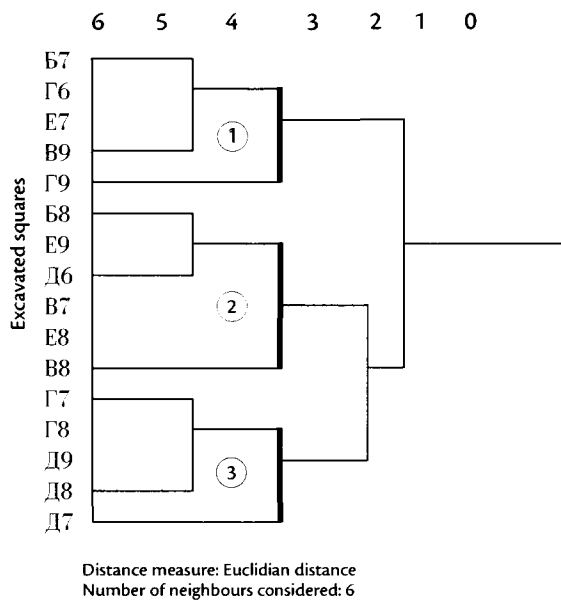 6 5 4 3 2 1 0
Excavated squares
Б7
Г6
Е7
В9
Г9
Б8
Е9
Д6
В7
Е8
В8
Г7
Г8
Д9
Д8
Д7
1
2
3
Distance measure: Euclidian distance
Number of neighbours considered: 6